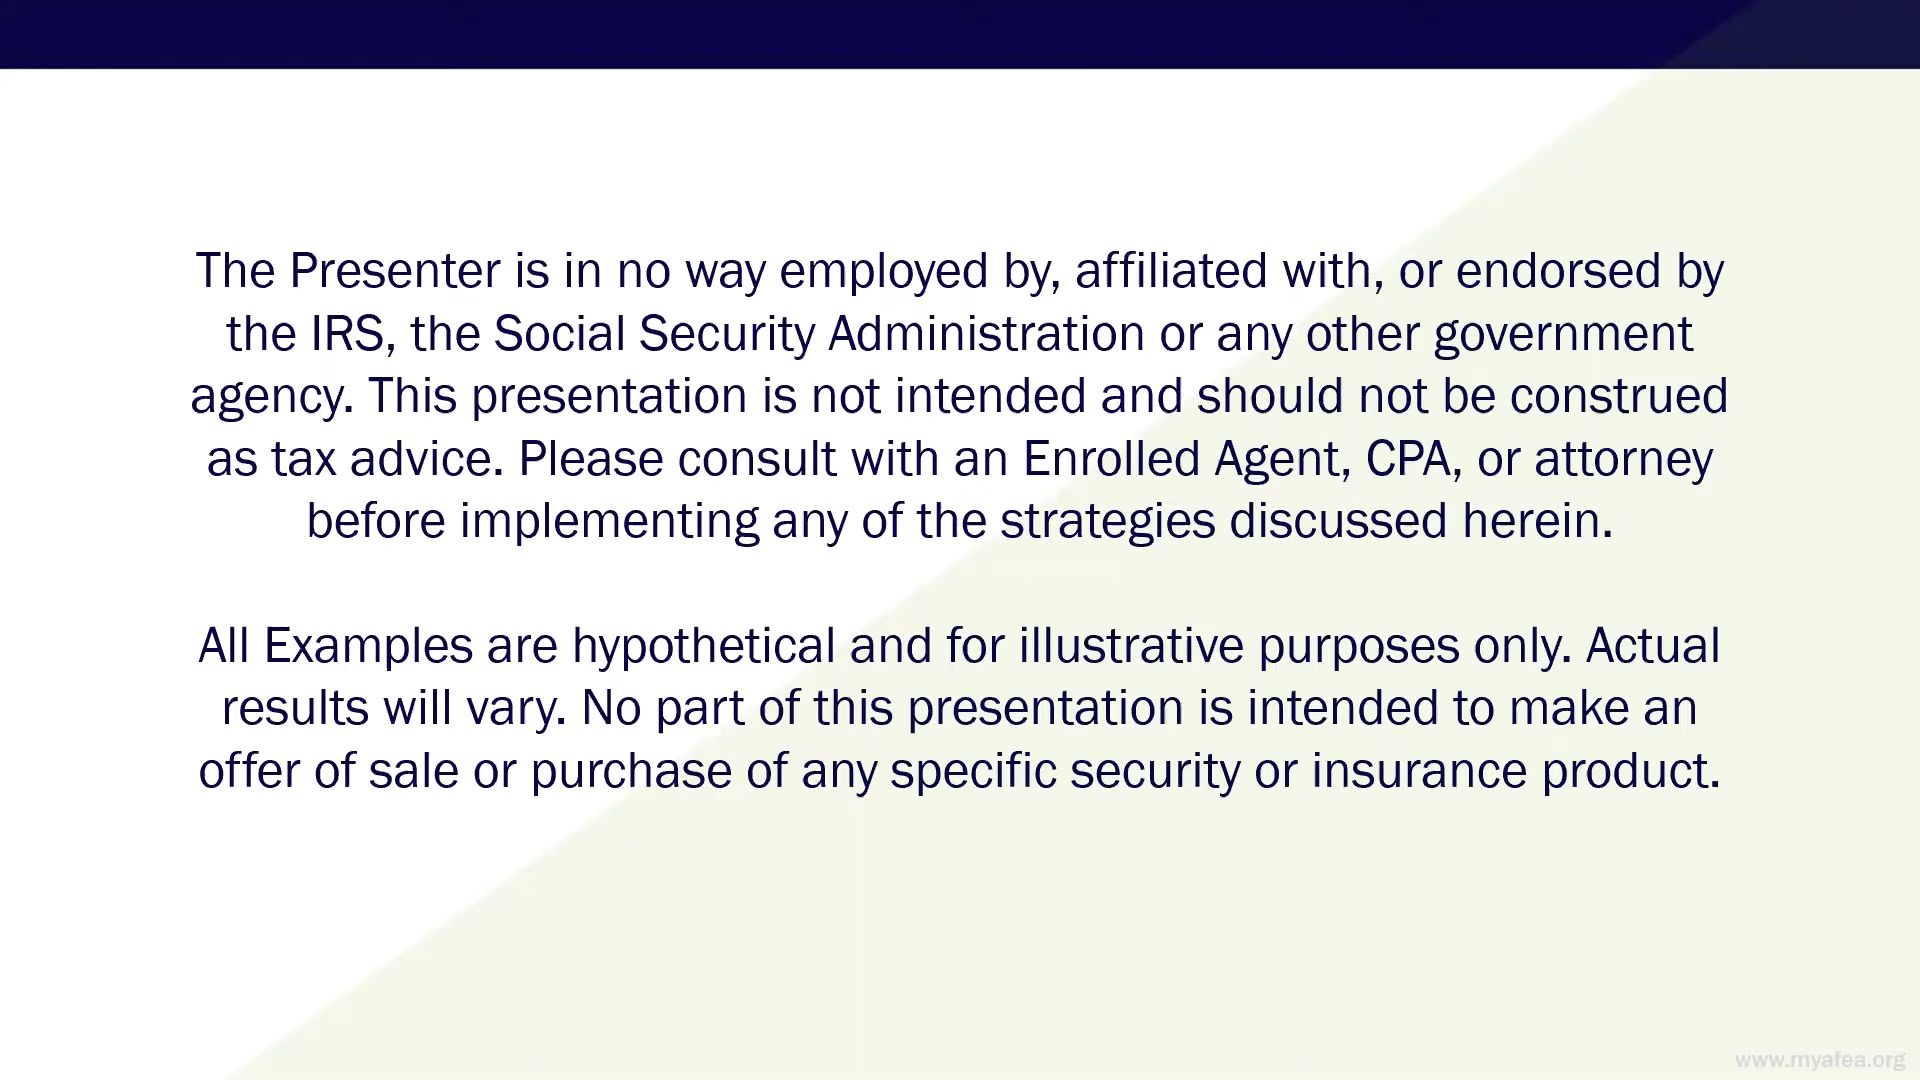 The Presenter is in no way employed by, affiliated with, or endorsed by
the IRS, the Social Security Administration or any other government
agency. This presentation is not intended and should not be construed
as tax advice. Please consult with an Enrolled Agent, CPA, or attorney
before implementing any of the strategies discussed herein.
All Examples are hypothetical and for illustrative purposes only. Actual
results will vary. No part of this presentation is intended to make an
offer of sale or purchase of any specific security or insurance product.
www.myafea.org